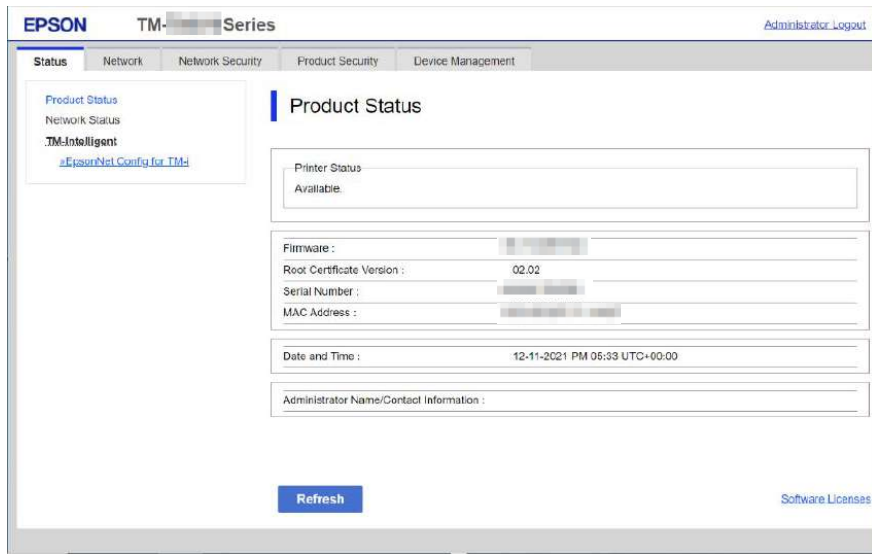 EPSON TM- Series
Administrator Logout
Status Network Network Security Product Security Device Management
Product Status
Network Status
TM-Intelligent
»EpsonNet Config for TM-i
Product Status
Printer Status
Available.
Firmware :
Root Certificate Version : 02.02
Serial Number :
MAC Address :
Date and Time : 12-11-2021 PM 05:33 UTC+00:00
Administrator Name/Contact Information :
Refresh
Software Licenses